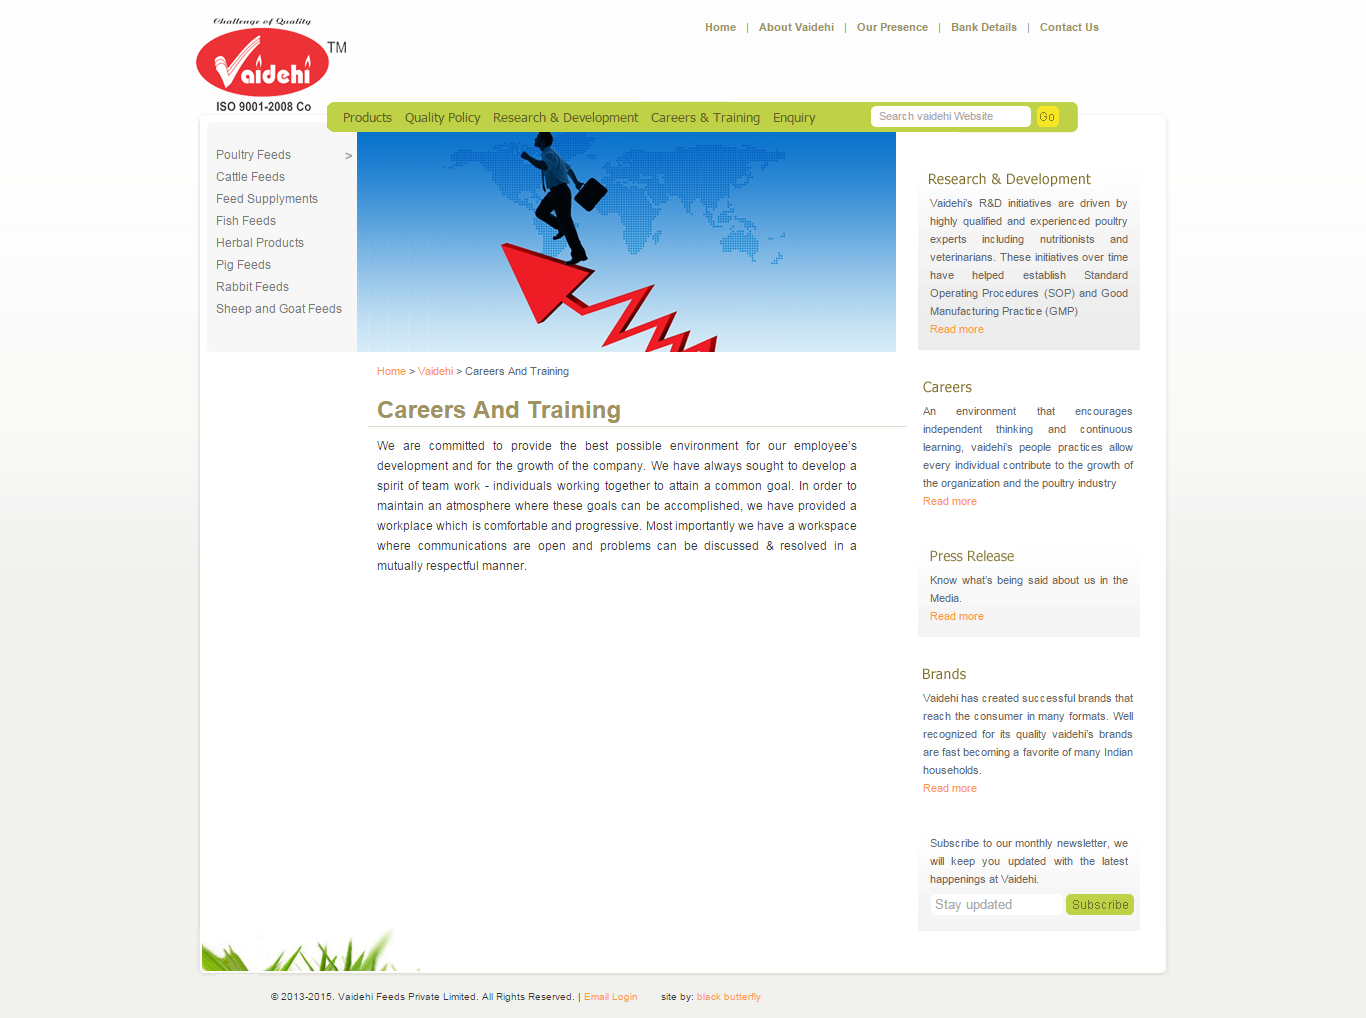 Challenge of Quality
Vaidehi
TM
ISO 9001-2008 Co
Home | About Vaidehi | Our Presence | Bank Details | Contact Us
Products Quality Policy Research & Development Careers & Training Enquiry
Search vaidehi Website
Go
Poultry Feeds >
Cattle Feeds
Feed Supplyments
Fish Feeds
Herbal Products
Pig Feeds
Rabbit Feeds
Sheep and Goat Feeds
Home > Vaidehi > Careers And Training
Careers And Training
We are committed to provide the best possible environment for our employee's
development and for the growth of the company. We have always sought to develop a
spirit of team work - individuals working together to attain a common goal. In order to
maintain an atmosphere where these goals can be accomplished, we have provided a
workplace which is comfortable and progressive. Most importantly we have a workspace
where communications are open and problems can be discussed & resolved in a
mutually respectful manner.
Research & Development
Vaidehi's R&D initiatives are driven by
highly qualified and experienced poultry
experts including nutritionists and
veterinarians. These initiatives over time
have helped establish Standard
Operating Procedures (SOP) and Good
Manufacturing Practice (GMP)
Read more
Careers
An environment that encourages
independent thinking and continuous
learning, vaidehi's people practices allow
every individual contribute to the growth of
the organization and the poultry industry
Read more
Press Release
Know what's being said about us in the
Media.
Read more
Brands
Vaidehi has created successful brands that
reach the consumer in many formats. Well
recognized for its quality vaidehi's brands
are fast becoming a favorite of many Indian
households.
Read more
Subscribe to our monthly newsletter, we
will keep you updated with the latest
happenings at Vaidehi.
Stay updated
Subscribe
© 2013-2015. Vaidehi Feeds Private Limited. All Rights Reserved. | Email Login site by: black butterfly